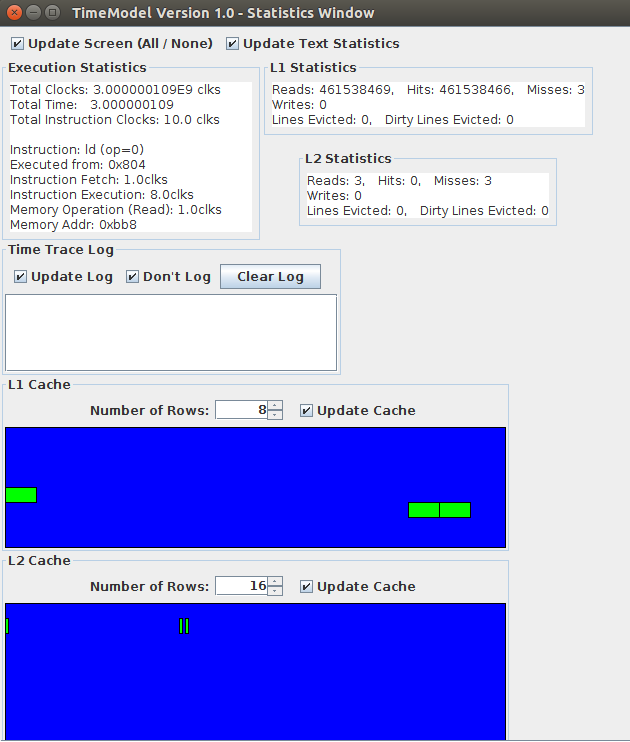 TimeModel Version 1.0 - Statistics Window
Update Screen (All / None) Update Text Statistics
Execution Statistics
Total Clocks: 3.000000109E9 clks
Total Time: 3.000000109
Total Instruction Clocks: 10.0 clks
Instruction: ld (op=0)
Executed from: 0x804
Instruction Fetch: 1.0clks
Instruction Execution: 8.0clks
Memory Operation (Read): 1.0clks
Memory Addr: 0xbb8
L1 Statistics
Reads: 461538469, Hits: 461538466, Misses: 3
Writes: 0
Lines Evicted: 0, Dirty Lines Evicted: 0
L2 Statistics
Reads: 3, Hits: 0, Misses: 3
Writes: 0
Lines Evicted: 0, Dirty Lines Evicted: 0
Time Trace Log
Update Log Don't Log Clear Log
L1 Cache
Number of Rows: 8 Update Cache
L2 Cache
Number of Rows: 16 Update Cache